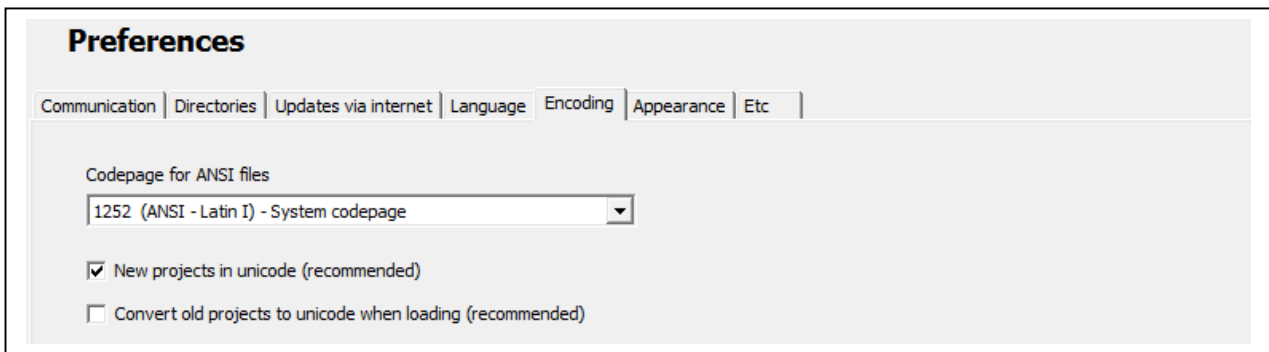 Preferences
Communication Directories Updates via internet Language Encoding Appearance Etc
Codepage for ANSI files
1252 (ANSI - Latin I) - System codepage
New projects in unicode (recommended)
Convert old projects to unicode when loading (recommended)